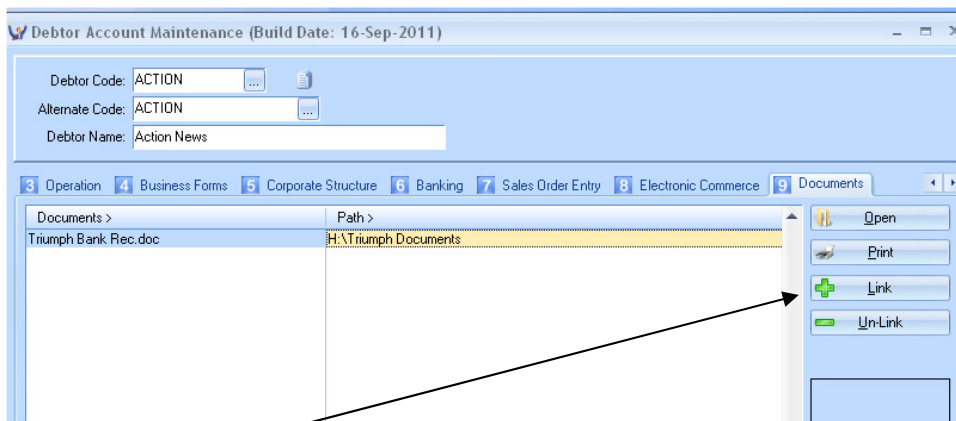 Debtor Account Maintenance (Build Date: 16-Sep-2011)
Debtor Code: ACTION ...
Alternate Code: ACTION ...
Debtor Name: Action News
3 Operation 4 Business Forms 5 Corporate Structure 6 Banking 7 Sales Order Entry 8 Electronic Commerce 9 Documents
Documents > Path > Open
Triumph Bank Rec.doc H:\Triumph Documents
Print
Link
Un-Link